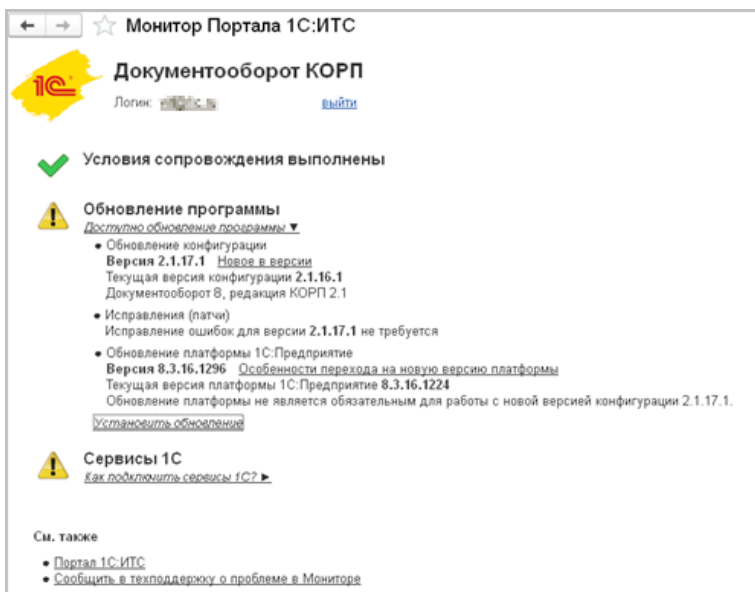 Монитор Портала 1С:ИТС
1С
Документооборот КОРП
Логин: выйти
Условия сопровождения выполнены
Обновление программы
Доступно обновление программы ▼
• Обновление конфигурации
Версия 2.1.17.1 Новое в версии
Текущая версия конфигурации 2.1.16.1
Документооборот 8, редакция КОРП 2.1
• Исправления (патчи)
Исправление ошибок для версии 2.1.17.1 не требуется
• Обновление платформы 1С:Предприятие
Версия 8.3.16.1296 Особенности перехода на новую версию платформы
Текущая версия платформы 1С:Предприятие 8.3.16.1224
Обновление платформы не является обязательным для работы с новой версией конфигурации 2.1.17.1.
Установить обновление
Сервисы 1С
Как подключить сервисы 1С? ►
См. также
• Портал 1С:ИТС
• Сообщить в техподдержку о проблеме в Мониторе